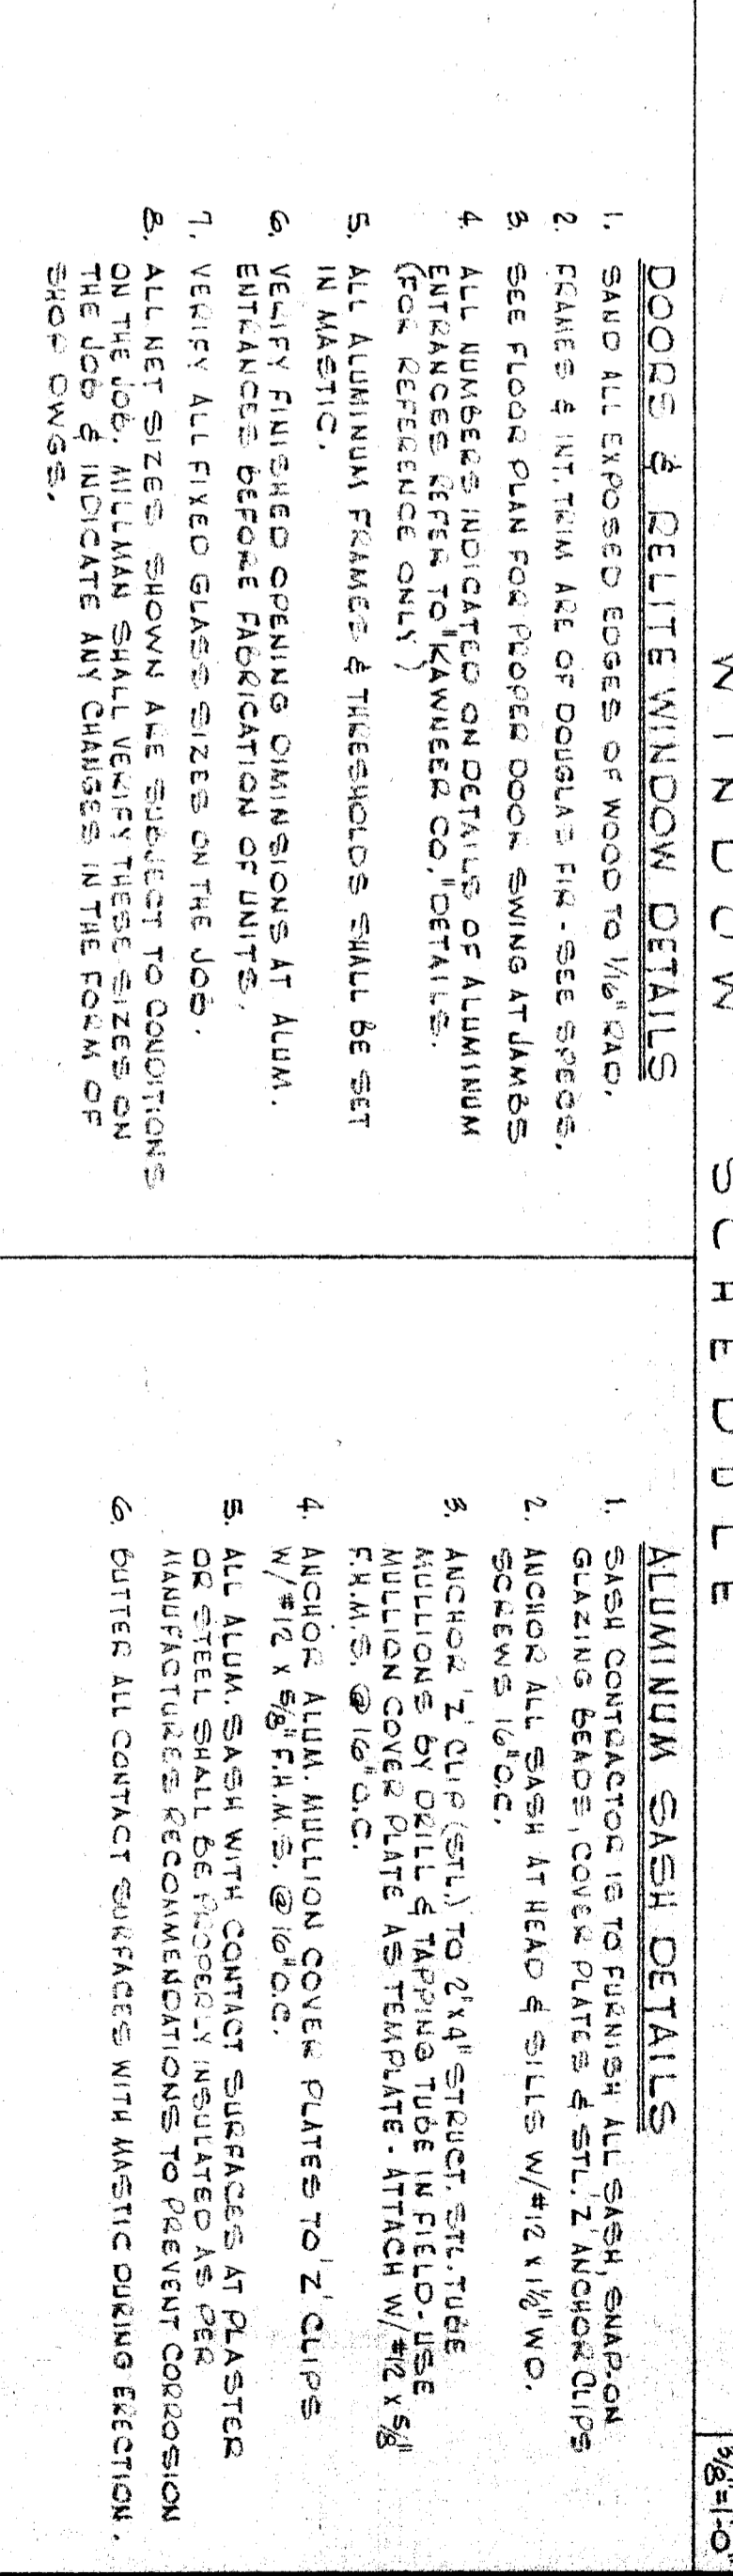 WINDOW SCHEDULE
3/8"=1'-0"
DOORS & RELITE WINDOW DETAILS
1. SAND ALL EXPOSED EDGES OF WOOD TO 1/16" RAD.
2. FRAMES & INT. TRIM ARE OF DOUGLAS FIR - SEE SPECS.
3. SEE FLOOR PLAN FOR PROPER DOOR SWING AT JAMBS
4. ALL NUMBERS INDICATED ON DETAILS OF ALUMINUM
ENTRANCES REFER TO "KAWNEER CO." DETAILS.
(FOR REFERENCE ONLY)
5. ALL ALUMINUM FRAMES & THRESHOLDS SHALL BE SET
IN MASTIC.
6. VERIFY FINISHED OPENING DIMINSIONS AT ALUM.
ENTRANCES BEFORE FABRICATION OF UNITS.
7. VERIFY ALL FIXED GLASS SIZES ON THE JOB.
8. ALL NET SIZES SHOWN ARE SUBJECT TO CONDITIONS
ON THE JOB. MILLMAN SHALL VERIFY THESE SIZES ON
THE JOB & INDICATE ANY CHANGES IN THE FORM OF
SHOP DWGS.
ALUMINUM SASH DETAILS
1. SASH CONTRACTOR IS TO FURNISH ALL SASH, SNAP-ON
GLAZING BEADS, COVER PLATES & STL. 'Z' ANCHOR CLIPS
2. ANCHOR ALL SASH AT HEAD & SILLS W/#12 x 1 1/2" WD.
SCREWS 16" O.C.
3. ANCHOR 'Z' CLIP (STL.) TO 2"x4" STRUCT. STL. TUBE
MULLIONS BY DRILL & TAPPING TUBE IN FIELD - USE
MULLION COVER PLATE AS TEMPLATE - ATTACH W/#12 x 5/8"
F.H.M.S. @ 16" O.C.
4. ANCHOR ALUM. MULLION COVER PLATES TO 'Z' CLIPS
W/#12 x 5/8" F.H.M.S. @ 16" O.C.
5. ALL ALUM. SASH WITH CONTACT SURFACES AT PLASTER
OR STEEL SHALL BE PROPERLY INSULATED AS PER
MANUFACTURES RECOMMENDATIONS TO PREVENT CORROSION
6. BUTTER ALL CONTACT SURFACES WITH MASTIC DURING ERECTION.